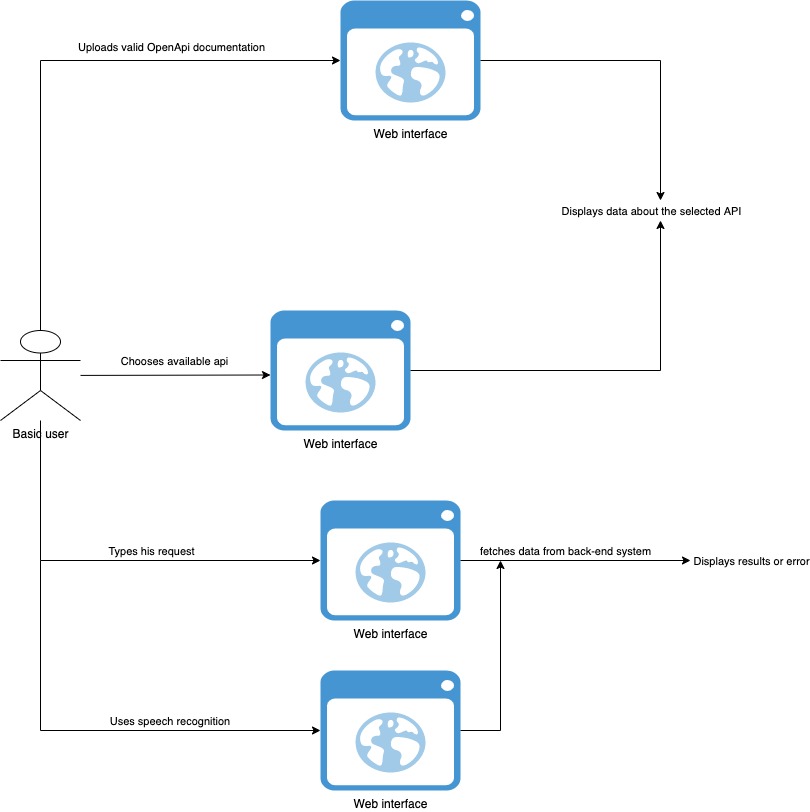 Uploads valid OpenApi documentation
Web interface
Displays data about the selected API
Chooses available api
Basic user
Web interface
Types his request
fetches data from back-end system
Displays results or error
Web interface
Uses speech recognition
Web interface